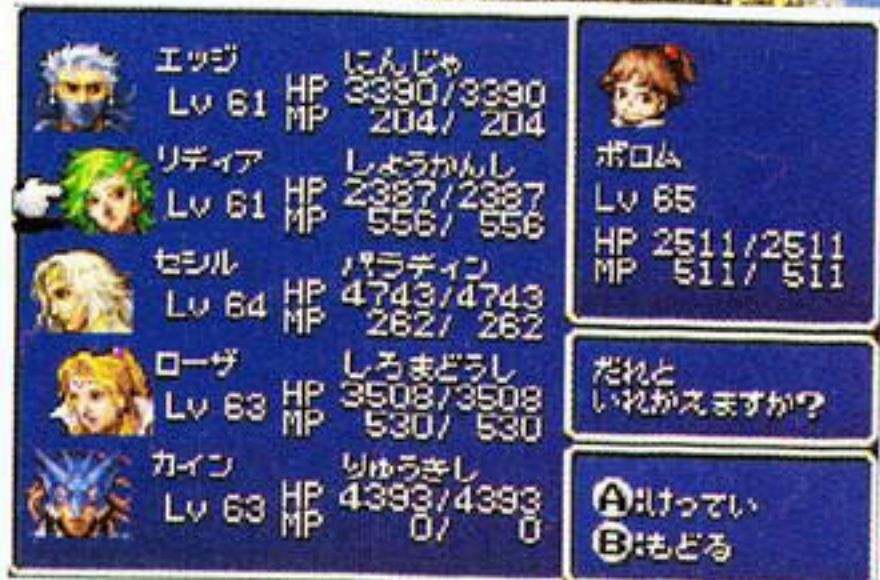 エッジ にんじゃ
Lv 61 HP 3390/3390
MP 204/ 204
リディア しょうかんし
Lv 61 HP 2387/2387
MP 556/ 556
セシル パラディン
Lv 64 HP 4743/4743
MP 262/ 262
ローザ しろまどうし
Lv 63 HP 3508/3508
MP 530/ 530
カイン りゅうきし
Lv 63 HP 4393/4393
MP 0/ 0
ポロム
Lv 65
HP 2511/2511
MP 511/ 511
だれと
いれかえますか?
A:けってい
B:もどる